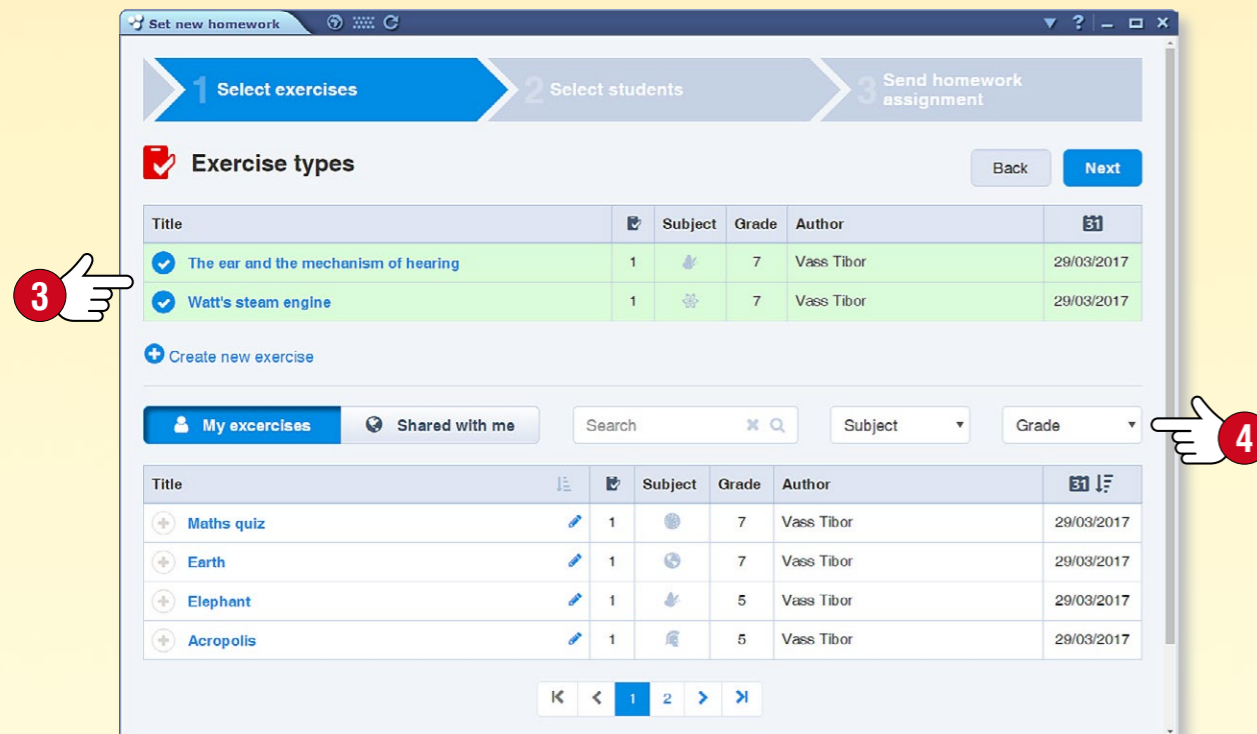 Set new homework
1 Select exercises
2 Select students
3 Send homework
assignment
Exercise types
Back
Next
Title Subject Grade Author 31
The ear and the mechanism of hearing 1 7 Vass Tibor 29/03/2017
Watt's steam engine 1 7 Vass Tibor 29/03/2017
3
Create new exercise
My excercises
Shared with me
Search
Subject
Grade
4
Title Subject Grade Author 31
Maths quiz 1 7 Vass Tibor 29/03/2017
Earth 1 7 Vass Tibor 29/03/2017
Elephant 1 5 Vass Tibor 29/03/2017
Acropolis 1 5 Vass Tibor 29/03/2017
1 2